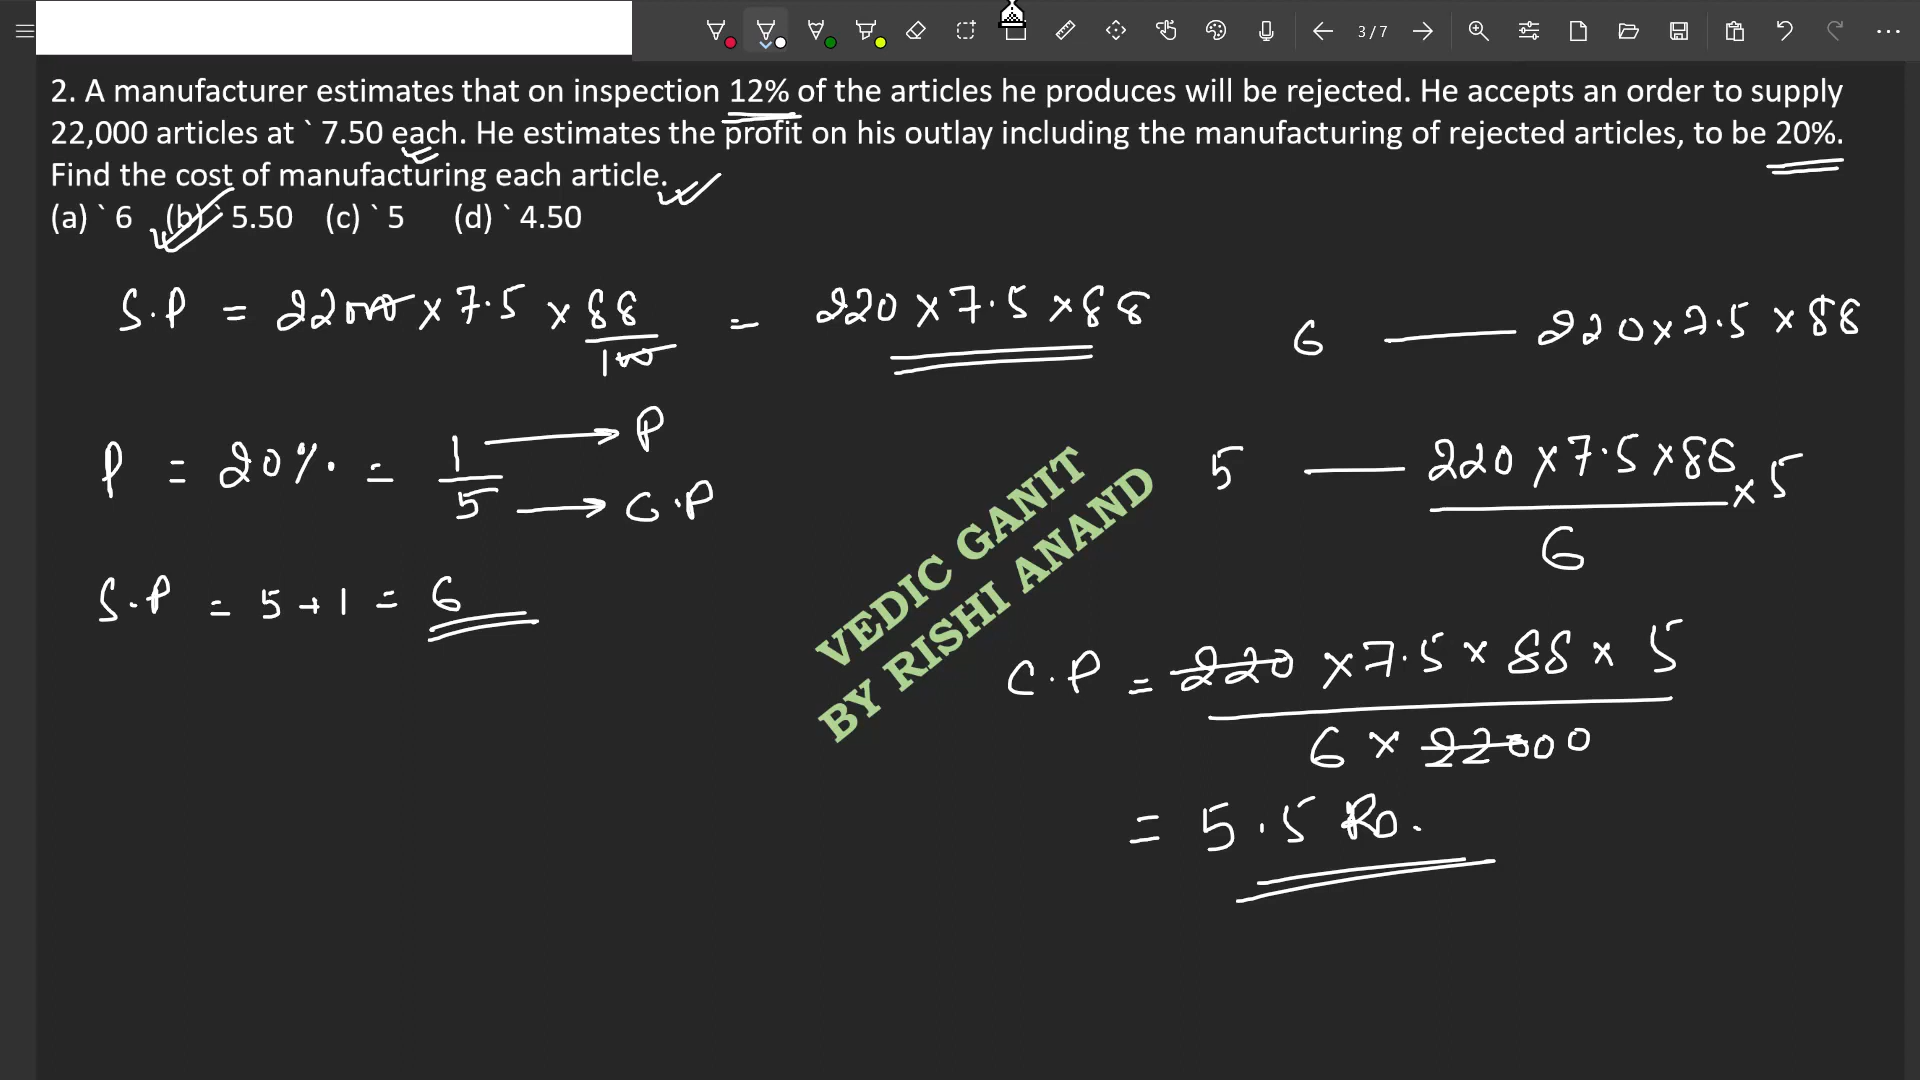 3 / 7
2. A manufacturer estimates that on inspection 12% of the articles he produces will be rejected. He accepts an order to supply
22,000 articles at ` 7.50 each. He estimates the profit on his outlay including the manufacturing of rejected articles, to be 20%.
Find the cost of manufacturing each article.
(a) ` 6 (b) ` 5.50 (c) ` 5 (d) ` 4.50
S.P = 22000 × 7.5 × 88/100 = 220 × 7.5 × 88
P = 20% = 1/5
→ P
→ C.P
S.P = 5 + 1 = 6
6 — 220 × 7.5 × 88
5 — 220 × 7.5 × 88 / 6 × 5
C.P = 220 × 7.5 × 88 × 5 / 6 × 22000
= 5.5 Rs.
VEDIC GANIT
BY RISHI ANAND